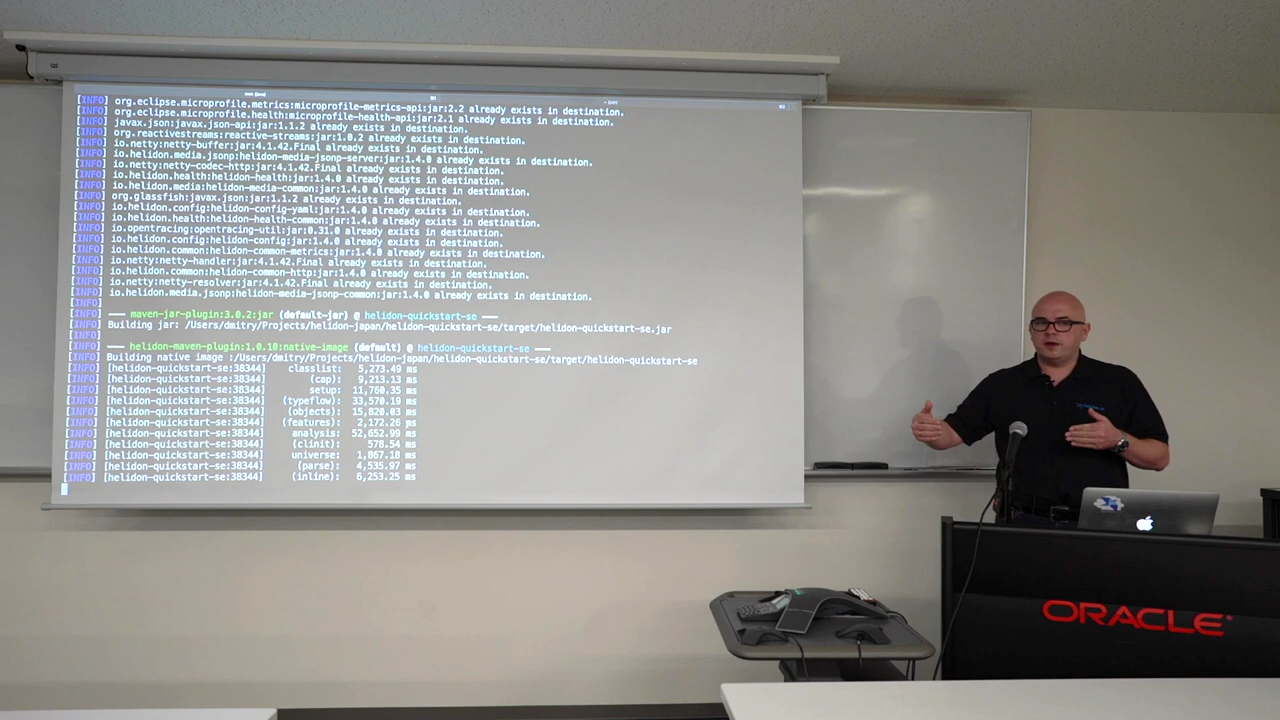 [INFO] org.eclipse.microprofile.metrics:microprofile-metrics-api:jar:2.2 already exists in destination.
[INFO] org.eclipse.microprofile.health:microprofile-health-api:jar:2.1 already exists in destination.
[INFO] javax.json:javax.json-api:jar:1.1.2 already exists in destination.
[INFO] org.reactivestreams:reactive-streams:jar:1.0.2 already exists in destination.
[INFO] io.netty:netty-buffer:jar:4.1.42.Final already exists in destination.
[INFO] io.helidon.media.jsonp:helidon-media-jsonp-server:jar:1.4.0 already exists in destination.
[INFO] io.netty:netty-codec-http:jar:4.1.42.Final already exists in destination.
[INFO] io.helidon.health:helidon-health:jar:1.4.0 already exists in destination.
[INFO] io.helidon.media:helidon-media-common:jar:1.4.0 already exists in destination.
[INFO] org.glassfish:javax.json:jar:1.1.2 already exists in destination.
[INFO] io.helidon.config:helidon-config-yaml:jar:1.4.0 already exists in destination.
[INFO] io.helidon.health:helidon-health-common:jar:1.4.0 already exists in destination.
[INFO] io.opentracing:opentracing-util:jar:0.31.0 already exists in destination.
[INFO] io.helidon.config:helidon-config:jar:1.4.0 already exists in destination.
[INFO] io.helidon.common:helidon-common-metrics:jar:1.4.0 already exists in destination.
[INFO] io.netty:netty-handler:jar:4.1.42.Final already exists in destination.
[INFO] io.helidon.common:helidon-common-http:jar:1.4.0 already exists in destination.
[INFO] io.netty:netty-resolver:jar:4.1.42.Final already exists in destination.
[INFO] io.helidon.media.jsonp:helidon-media-jsonp-common:jar:1.4.0 already exists in destination.
[INFO]
[INFO] --- maven-jar-plugin:3.0.2:jar (default-jar) @ helidon-quickstart-se ---
[INFO] Building jar: /Users/dmitry/Projects/helidon-japan/helidon-quickstart-se/target/helidon-quickstart-se.jar
[INFO]
[INFO] --- helidon-maven-plugin:1.0.10:native-image (default) @ helidon-quickstart-se ---
[INFO] Building native image :/Users/dmitry/Projects/helidon-japan/helidon-quickstart-se/target/helidon-quickstart-se
[INFO] [helidon-quickstart-se:38344] classlist: 5,273.49 ms
[INFO] [helidon-quickstart-se:38344] (cap): 9,213.13 ms
[INFO] [helidon-quickstart-se:38344] setup: 11,760.35 ms
[INFO] [helidon-quickstart-se:38344] (typeflow): 33,570.19 ms
[INFO] [helidon-quickstart-se:38344] (objects): 15,820.03 ms
[INFO] [helidon-quickstart-se:38344] (features): 2,172.26 ms
[INFO] [helidon-quickstart-se:38344] analysis: 52,652.99 ms
[INFO] [helidon-quickstart-se:38344] (clinit): 578.54 ms
[INFO] [helidon-quickstart-se:38344] universe: 1,867.18 ms
[INFO] [helidon-quickstart-se:38344] (parse): 4,535.97 ms
[INFO] [helidon-quickstart-se:38344] (inline): 6,253.25 ms
ORACLE